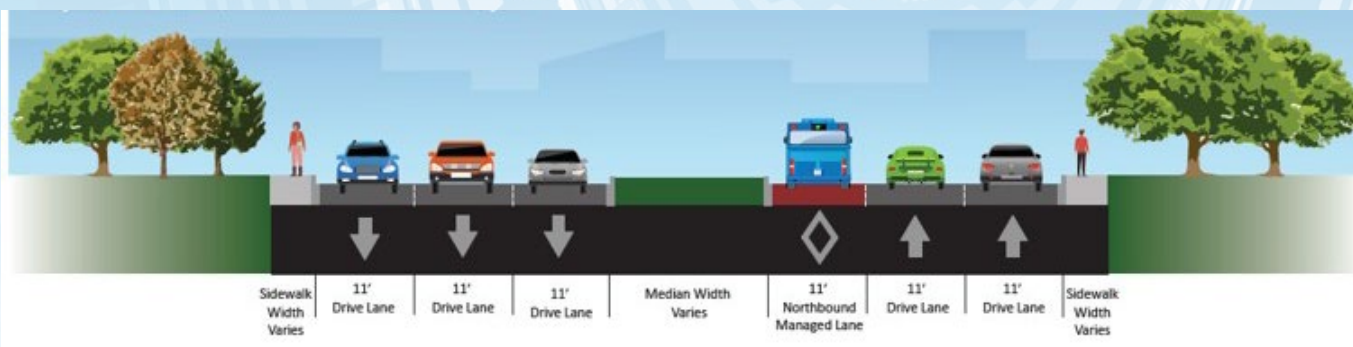 Sidewalk
Width
Varies
11'
Drive Lane
11'
Drive Lane
11'
Drive Lane
Median Width
Varies
11'
Northbound
Managed Lane
11'
Drive Lane
11'
Drive Lane
Sidewalk
Width
Varies